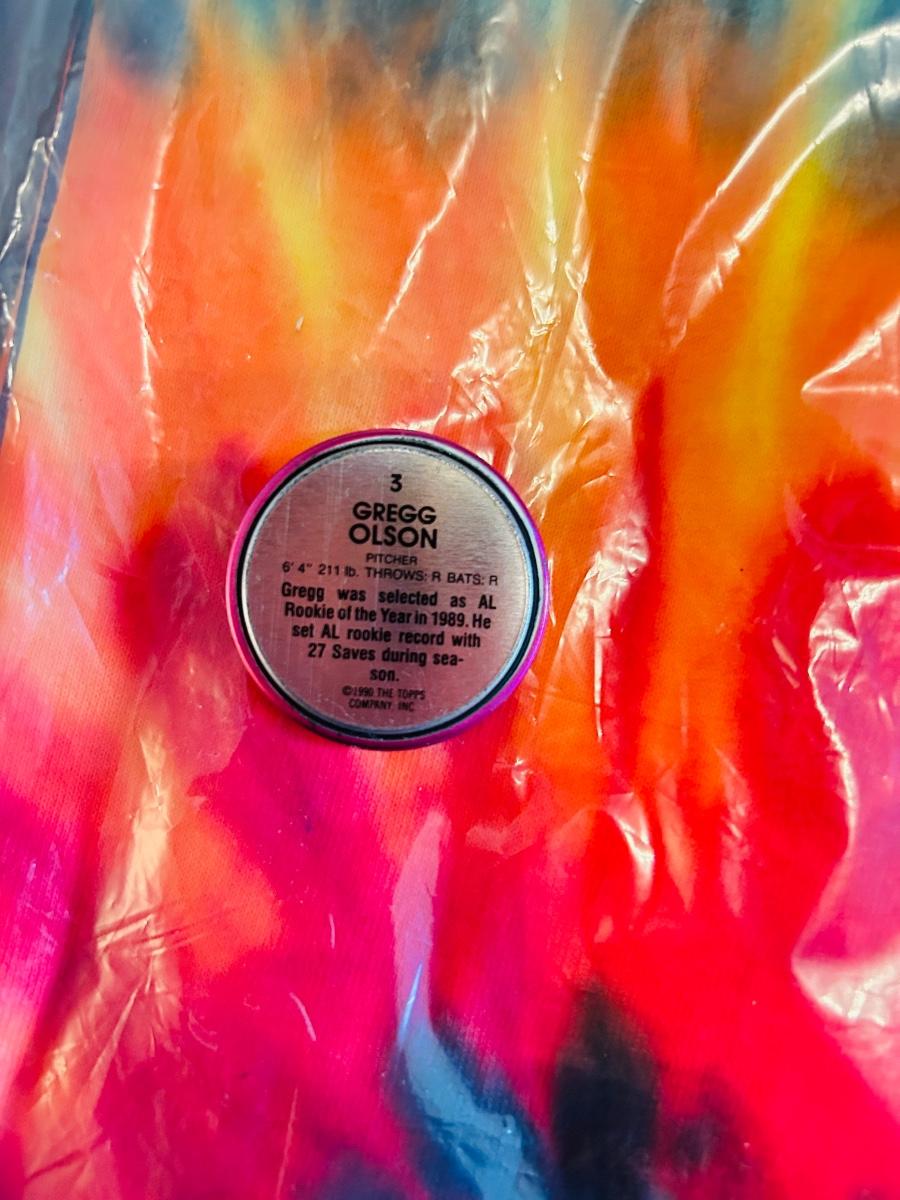 3
GREGG
OLSON
PITCHER
6' 4" 211 lb. THROWS: R BATS: R
Gregg was selected as AL
Rookie of the Year in 1989. He
set AL rookie record with
27 Saves during sea-
son.
©1990 THE TOPPS
COMPANY, INC